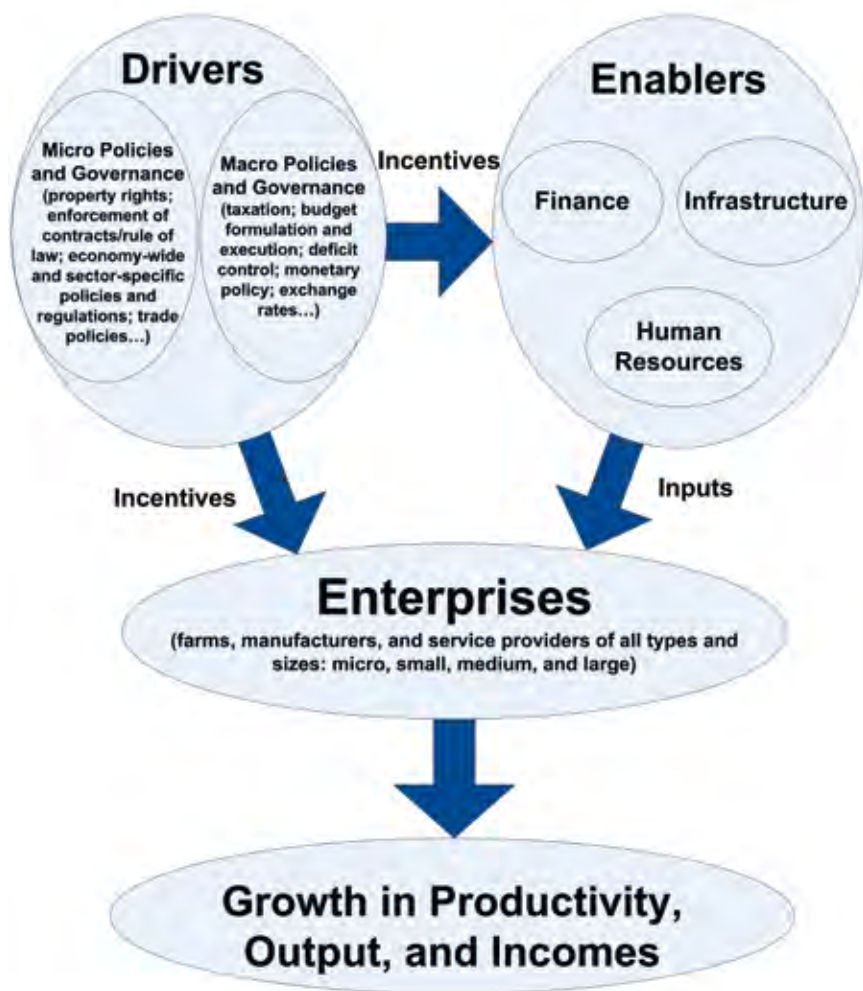 Drivers
Micro Policies
and Governance
(property rights;
enforcement of
contracts/rule of
law; economy-wide
and sector-specific
policies and
regulations; trade
policies...)
Macro Policies
and Governance
(taxation; budget
formulation and
execution; deficit
control; monetary
policy; exchange
rates...)
Incentives
Enablers
Finance
Infrastructure
Human
Resources
Incentives
Inputs
Enterprises
(farms, manufacturers, and service providers of all types and
sizes: micro, small, medium, and large)
Growth in Productivity,
Output, and Incomes